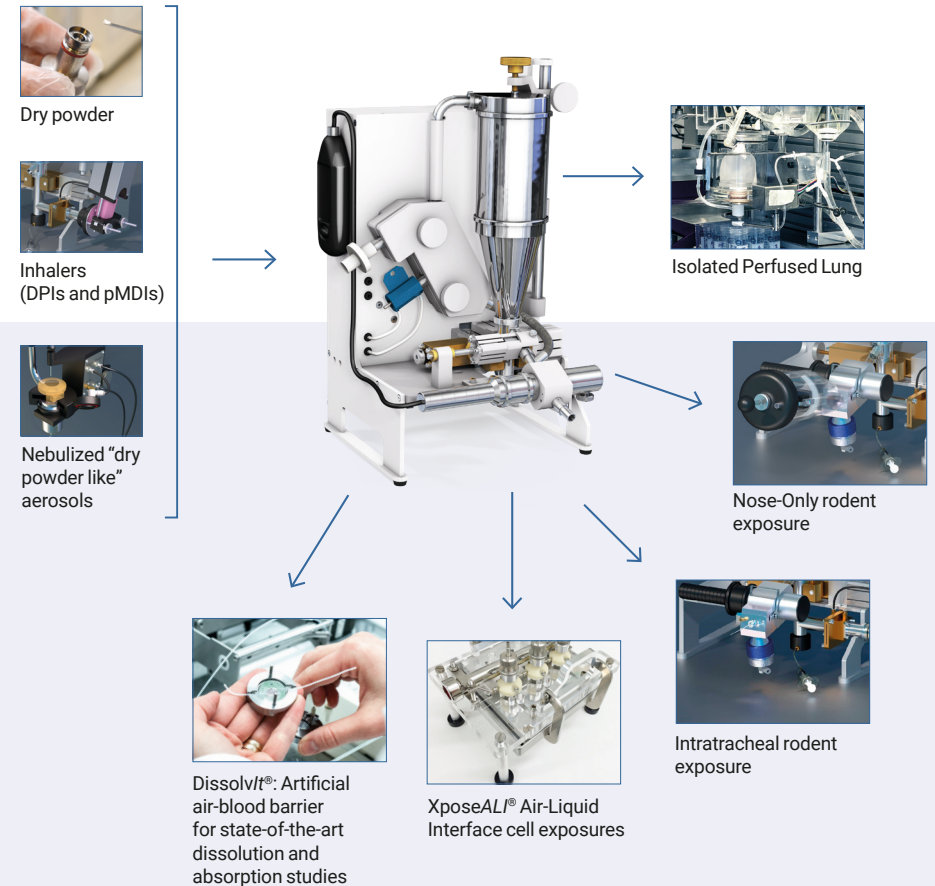 Dry powder
Inhalers
(DPIs and pMDIs)
Nebulized “dry
powder like”
aerosols
Isolated Perfused Lung
Nose-Only rodent
exposure
Intratracheal rodent
exposure
DissolvIt®: Artificial
air-blood barrier
for state-of-the-art
dissolution and
absorption studies
XposeALI® Air-Liquid
Interface cell exposures